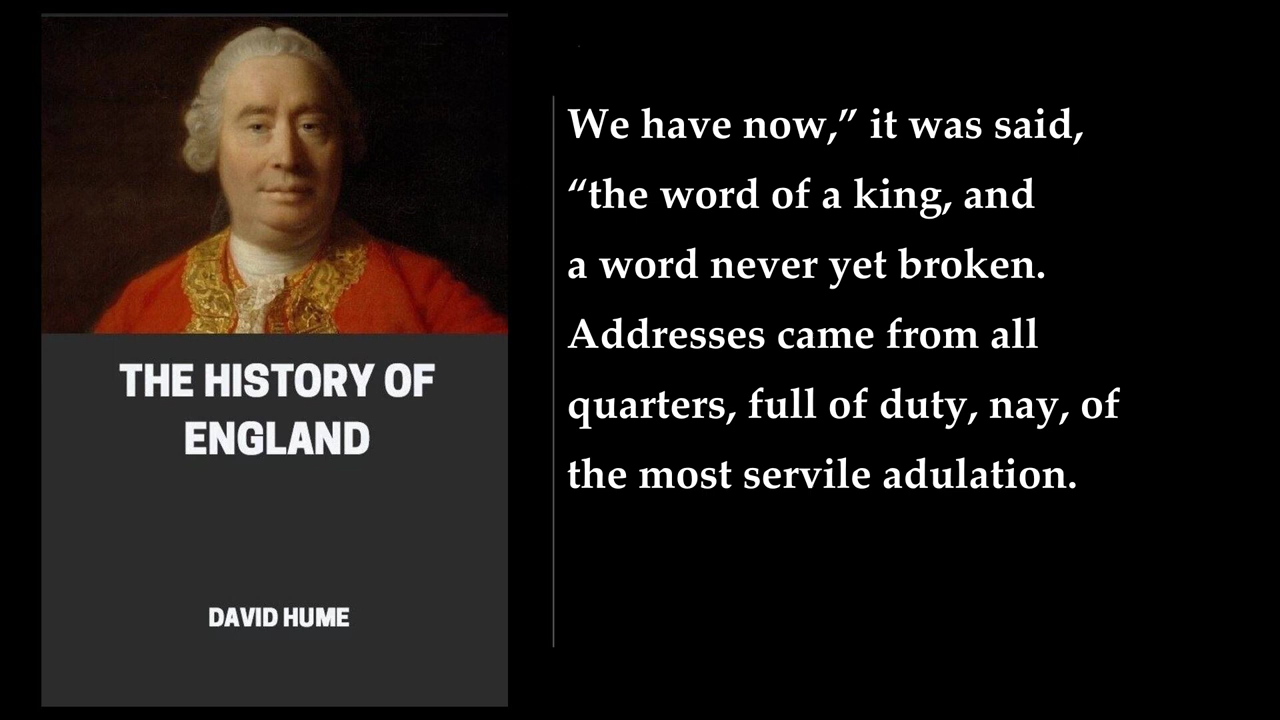 THE HISTORY OF
ENGLAND
DAVID HUME
We have now,” it was said,
“the word of a king, and
a word never yet broken.
Addresses came from all
quarters, full of duty, nay, of
the most servile adulation.